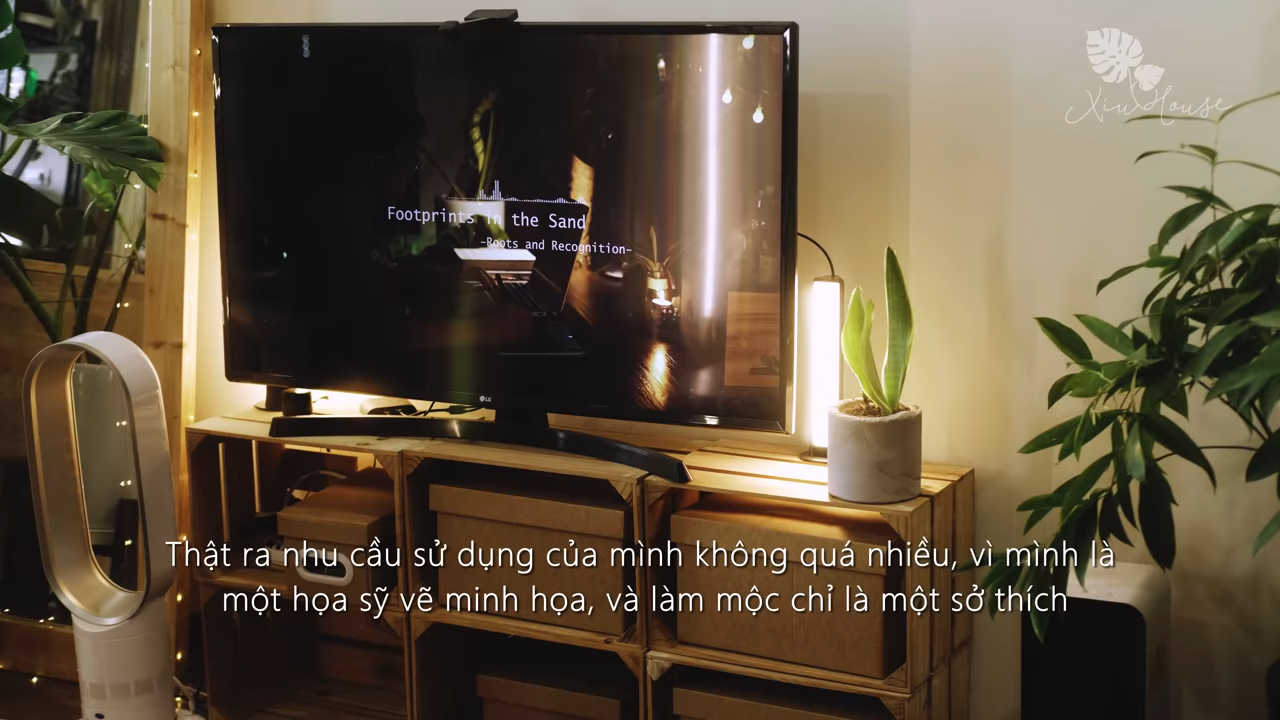 Xiu House
Footprints in the Sand
-Roots and Recognition-
LG
Thật ra nhu cầu sử dụng của mình không quá nhiều, vì mình là
một họa sỹ vẽ minh họa, và làm mộc chỉ là một sở thích